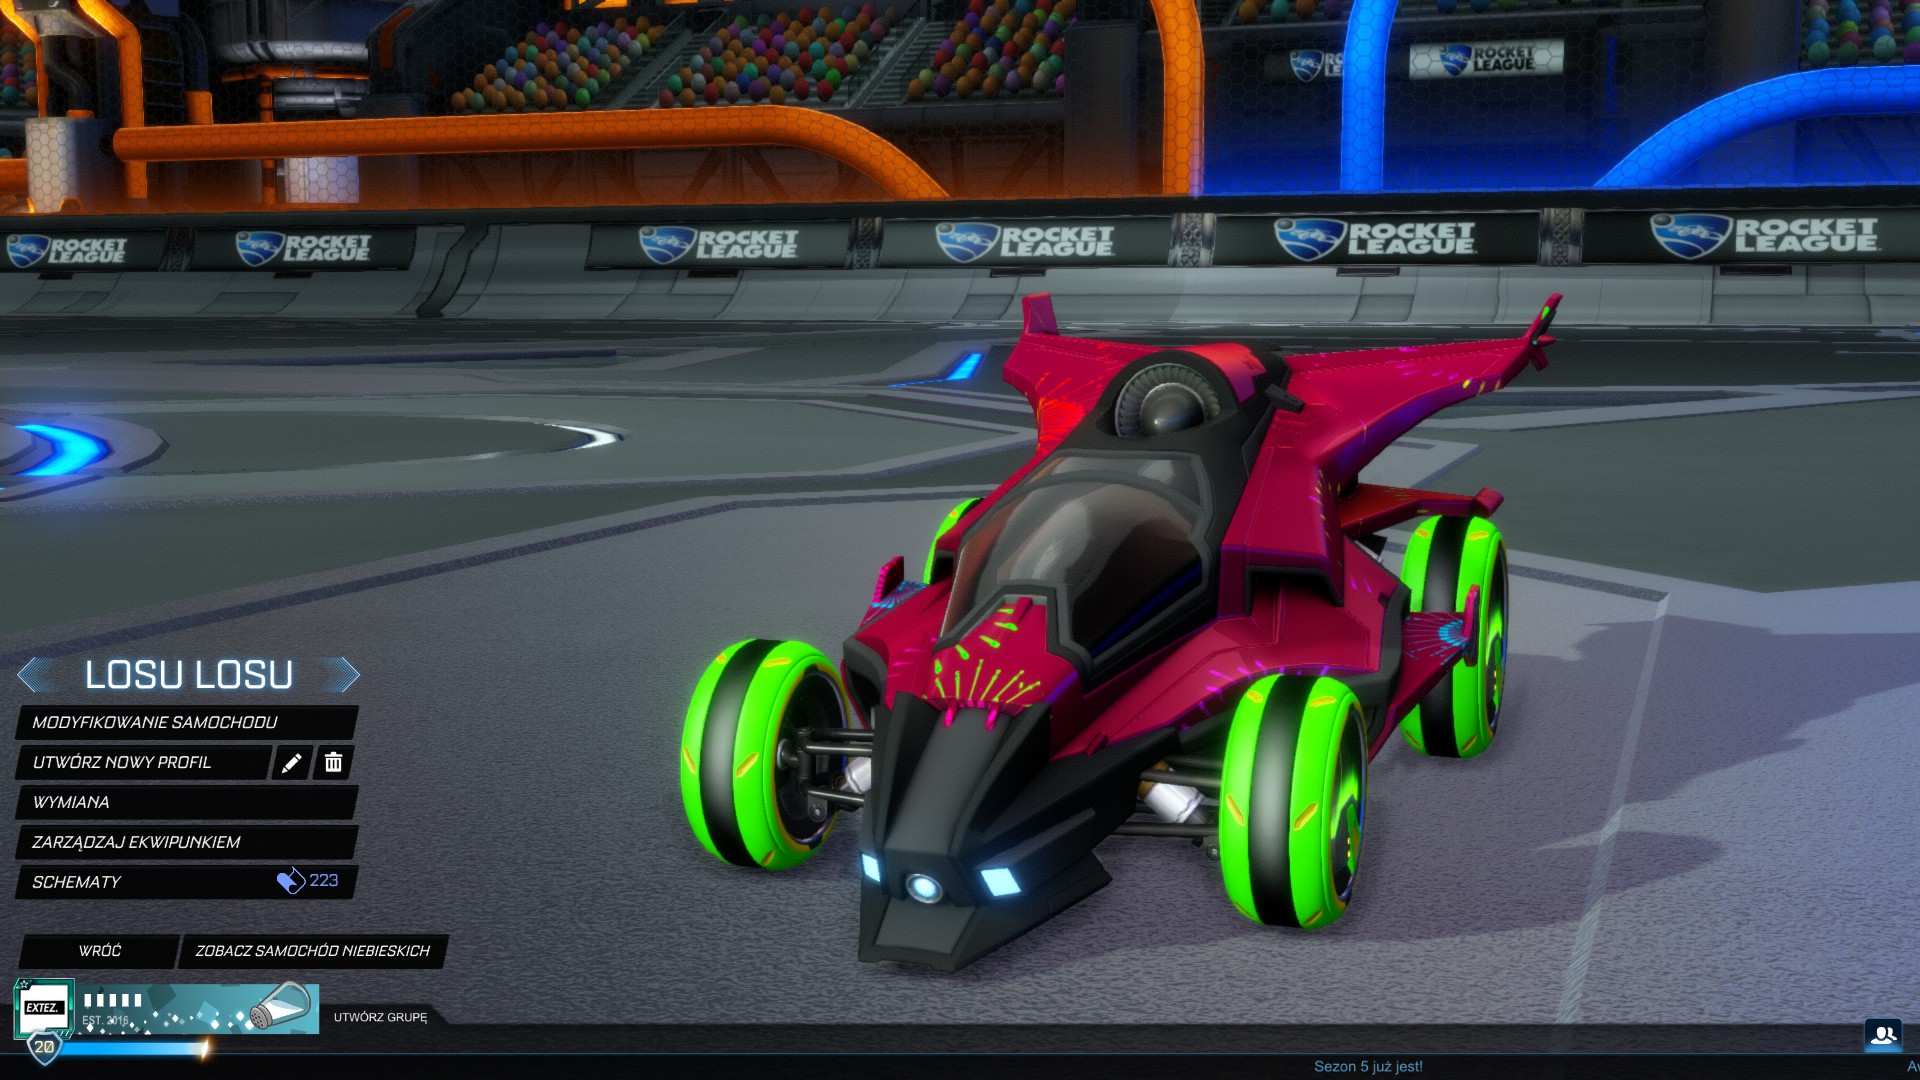 ROCKET
LEAGUE
ROCKET
LEAGUE
ROCKET
LEAGUE
ROCKET
LEAGUE
ROCKET
LEAGUE
ROCKET
LEAGUE
ROCKET
LEAGUE
LOSU LOSU
MODYFIKOWANIE SAMOCHODU
UTWÓRZ NOWY PROFIL
WYMIANA
ZARZĄDZAJ EKWIPUNKIEM
SCHEMATY 223
WRÓĆ ZOBACZ SAMOCHÓD NIEBIESKICH
EXTEZ.
EST. 2016
UTWÓRZ GRUPĘ
20
Sezon 5 już jest!